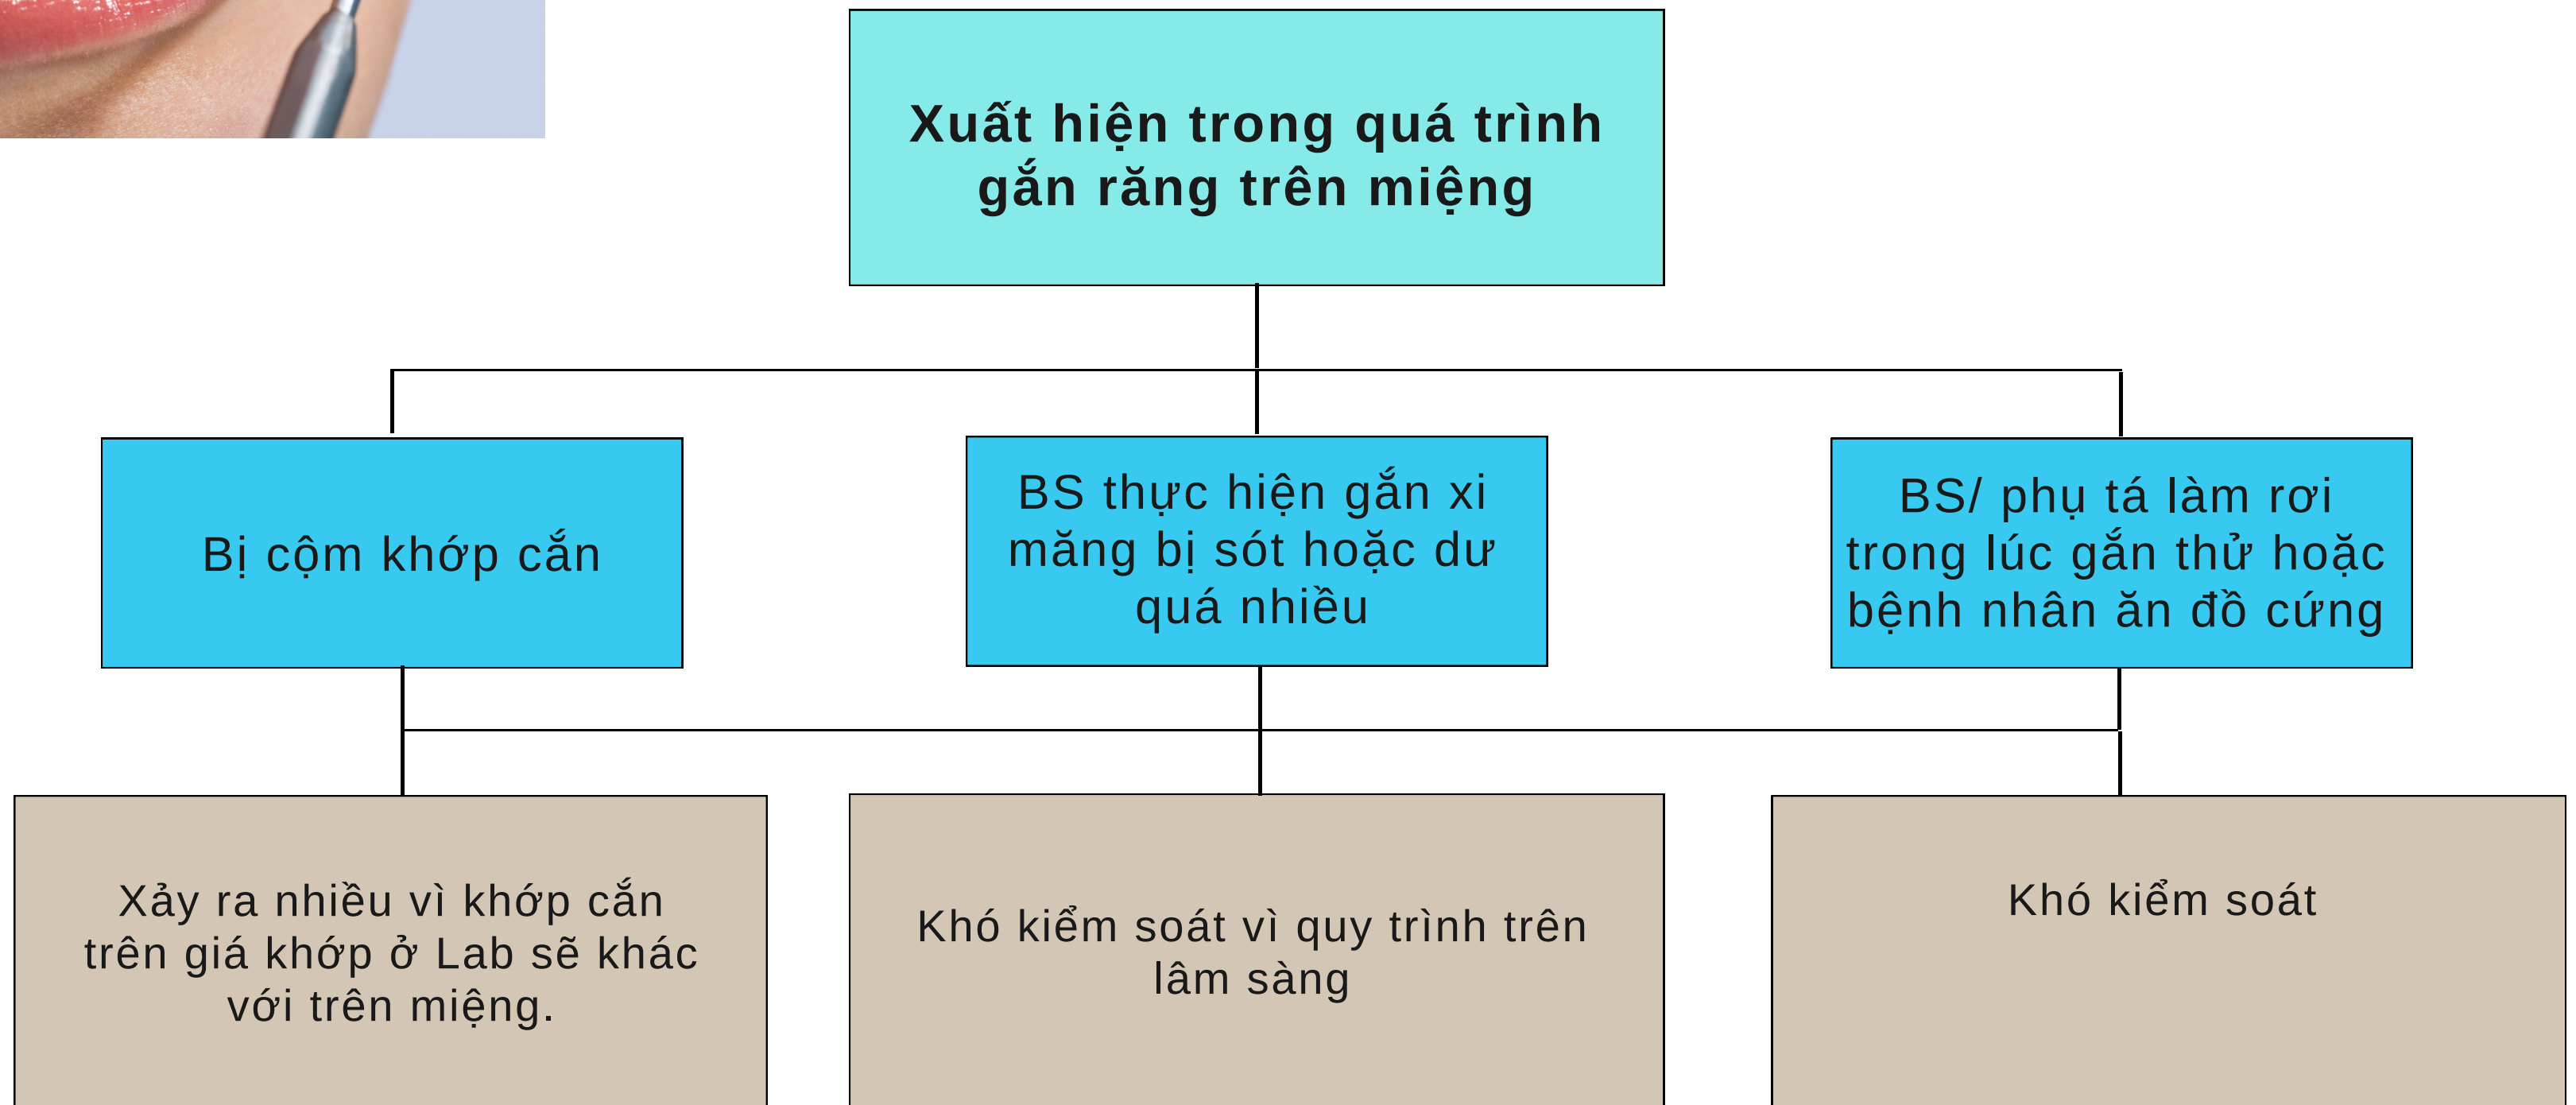 Xuất hiện trong quá trình
gắn răng trên miệng
Bị cộm khớp cắn
BS thực hiện gắn xi
măng bị sót hoặc dư
quá nhiều
BS/ phụ tá làm rơi
trong lúc gắn thử hoặc
bệnh nhân ăn đồ cứng
Xảy ra nhiều vì khớp cắn
trên giá khớp ở Lab sẽ khác
với trên miệng.
Khó kiểm soát vì quy trình trên
lâm sàng
Khó kiểm soát